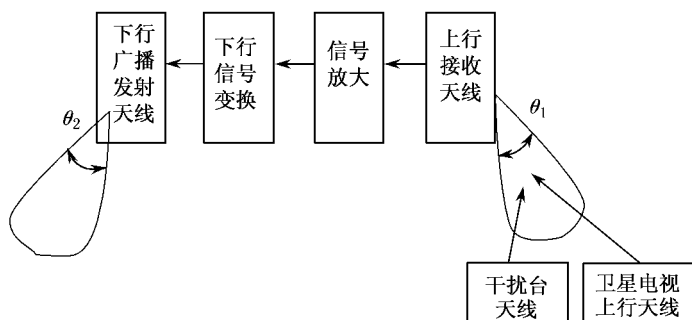 下行
广播
发射
天线
下行
信号
变换
信号
放大
上行
接收
天线
θ2
θ1
干扰台
天线
卫星电视
上行天线